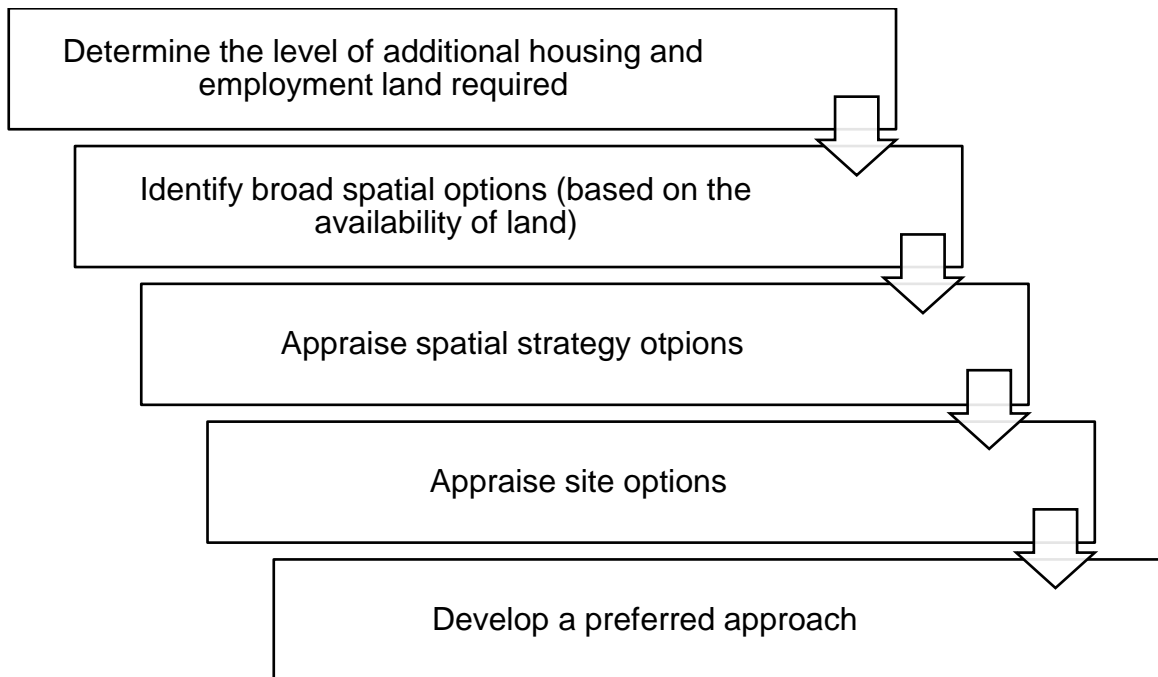 Determine the level of additional housing and
employment land required
Identify broad spatial options (based on the
availability of land)
Appraise spatial strategy otpions
Appraise site options
Develop a preferred approach